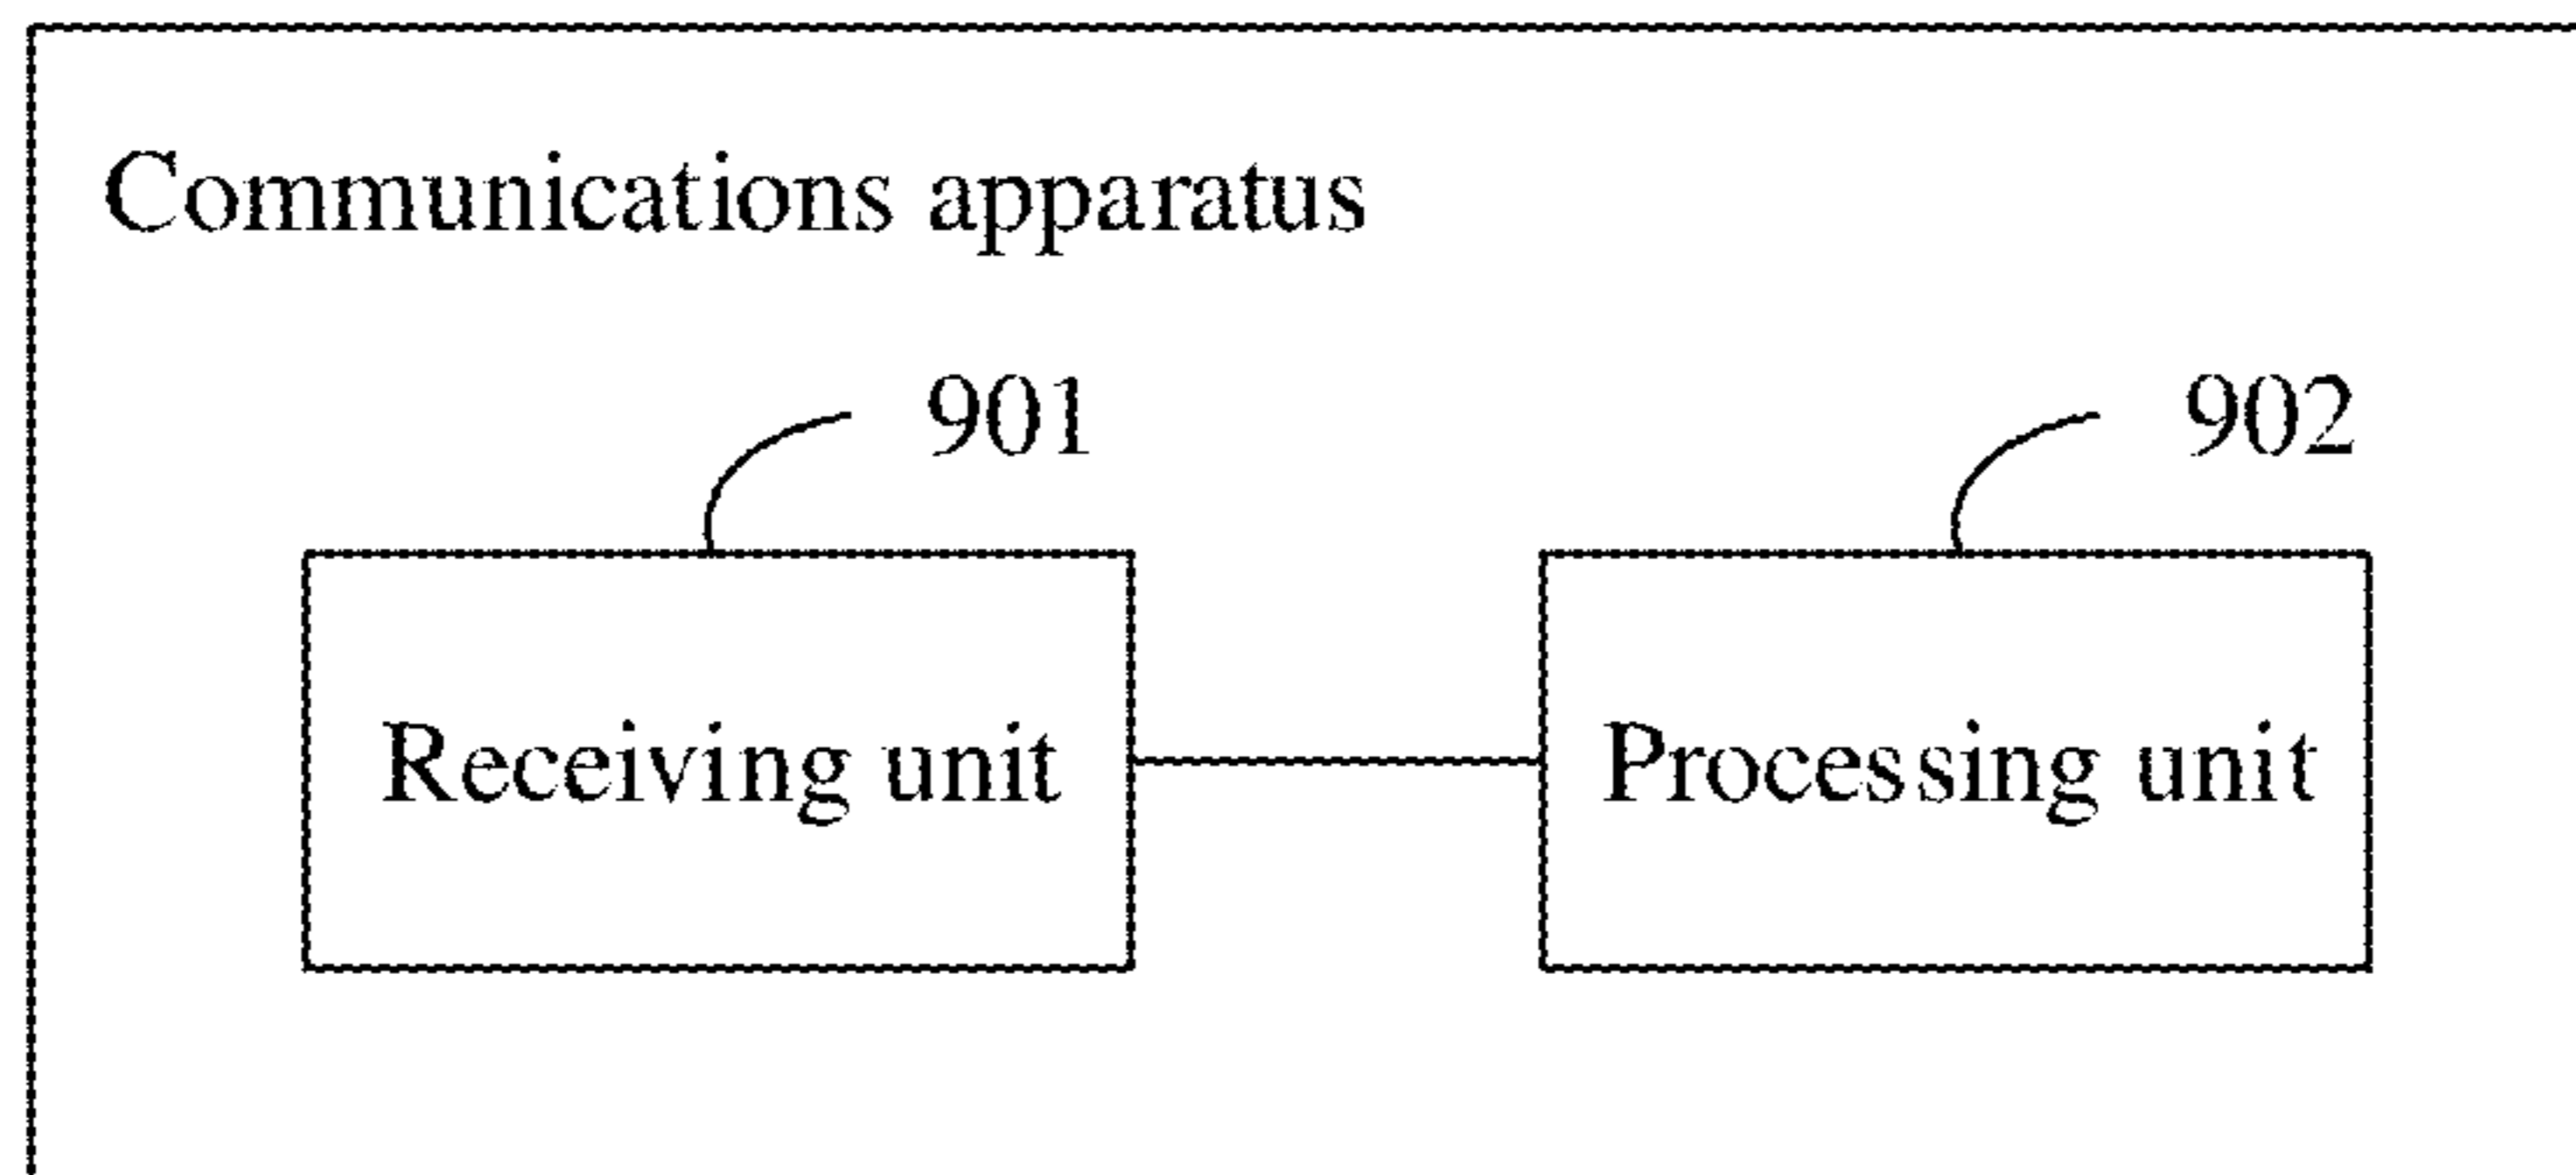 Communications apparatus
901
902
Receiving unit
Processing unit